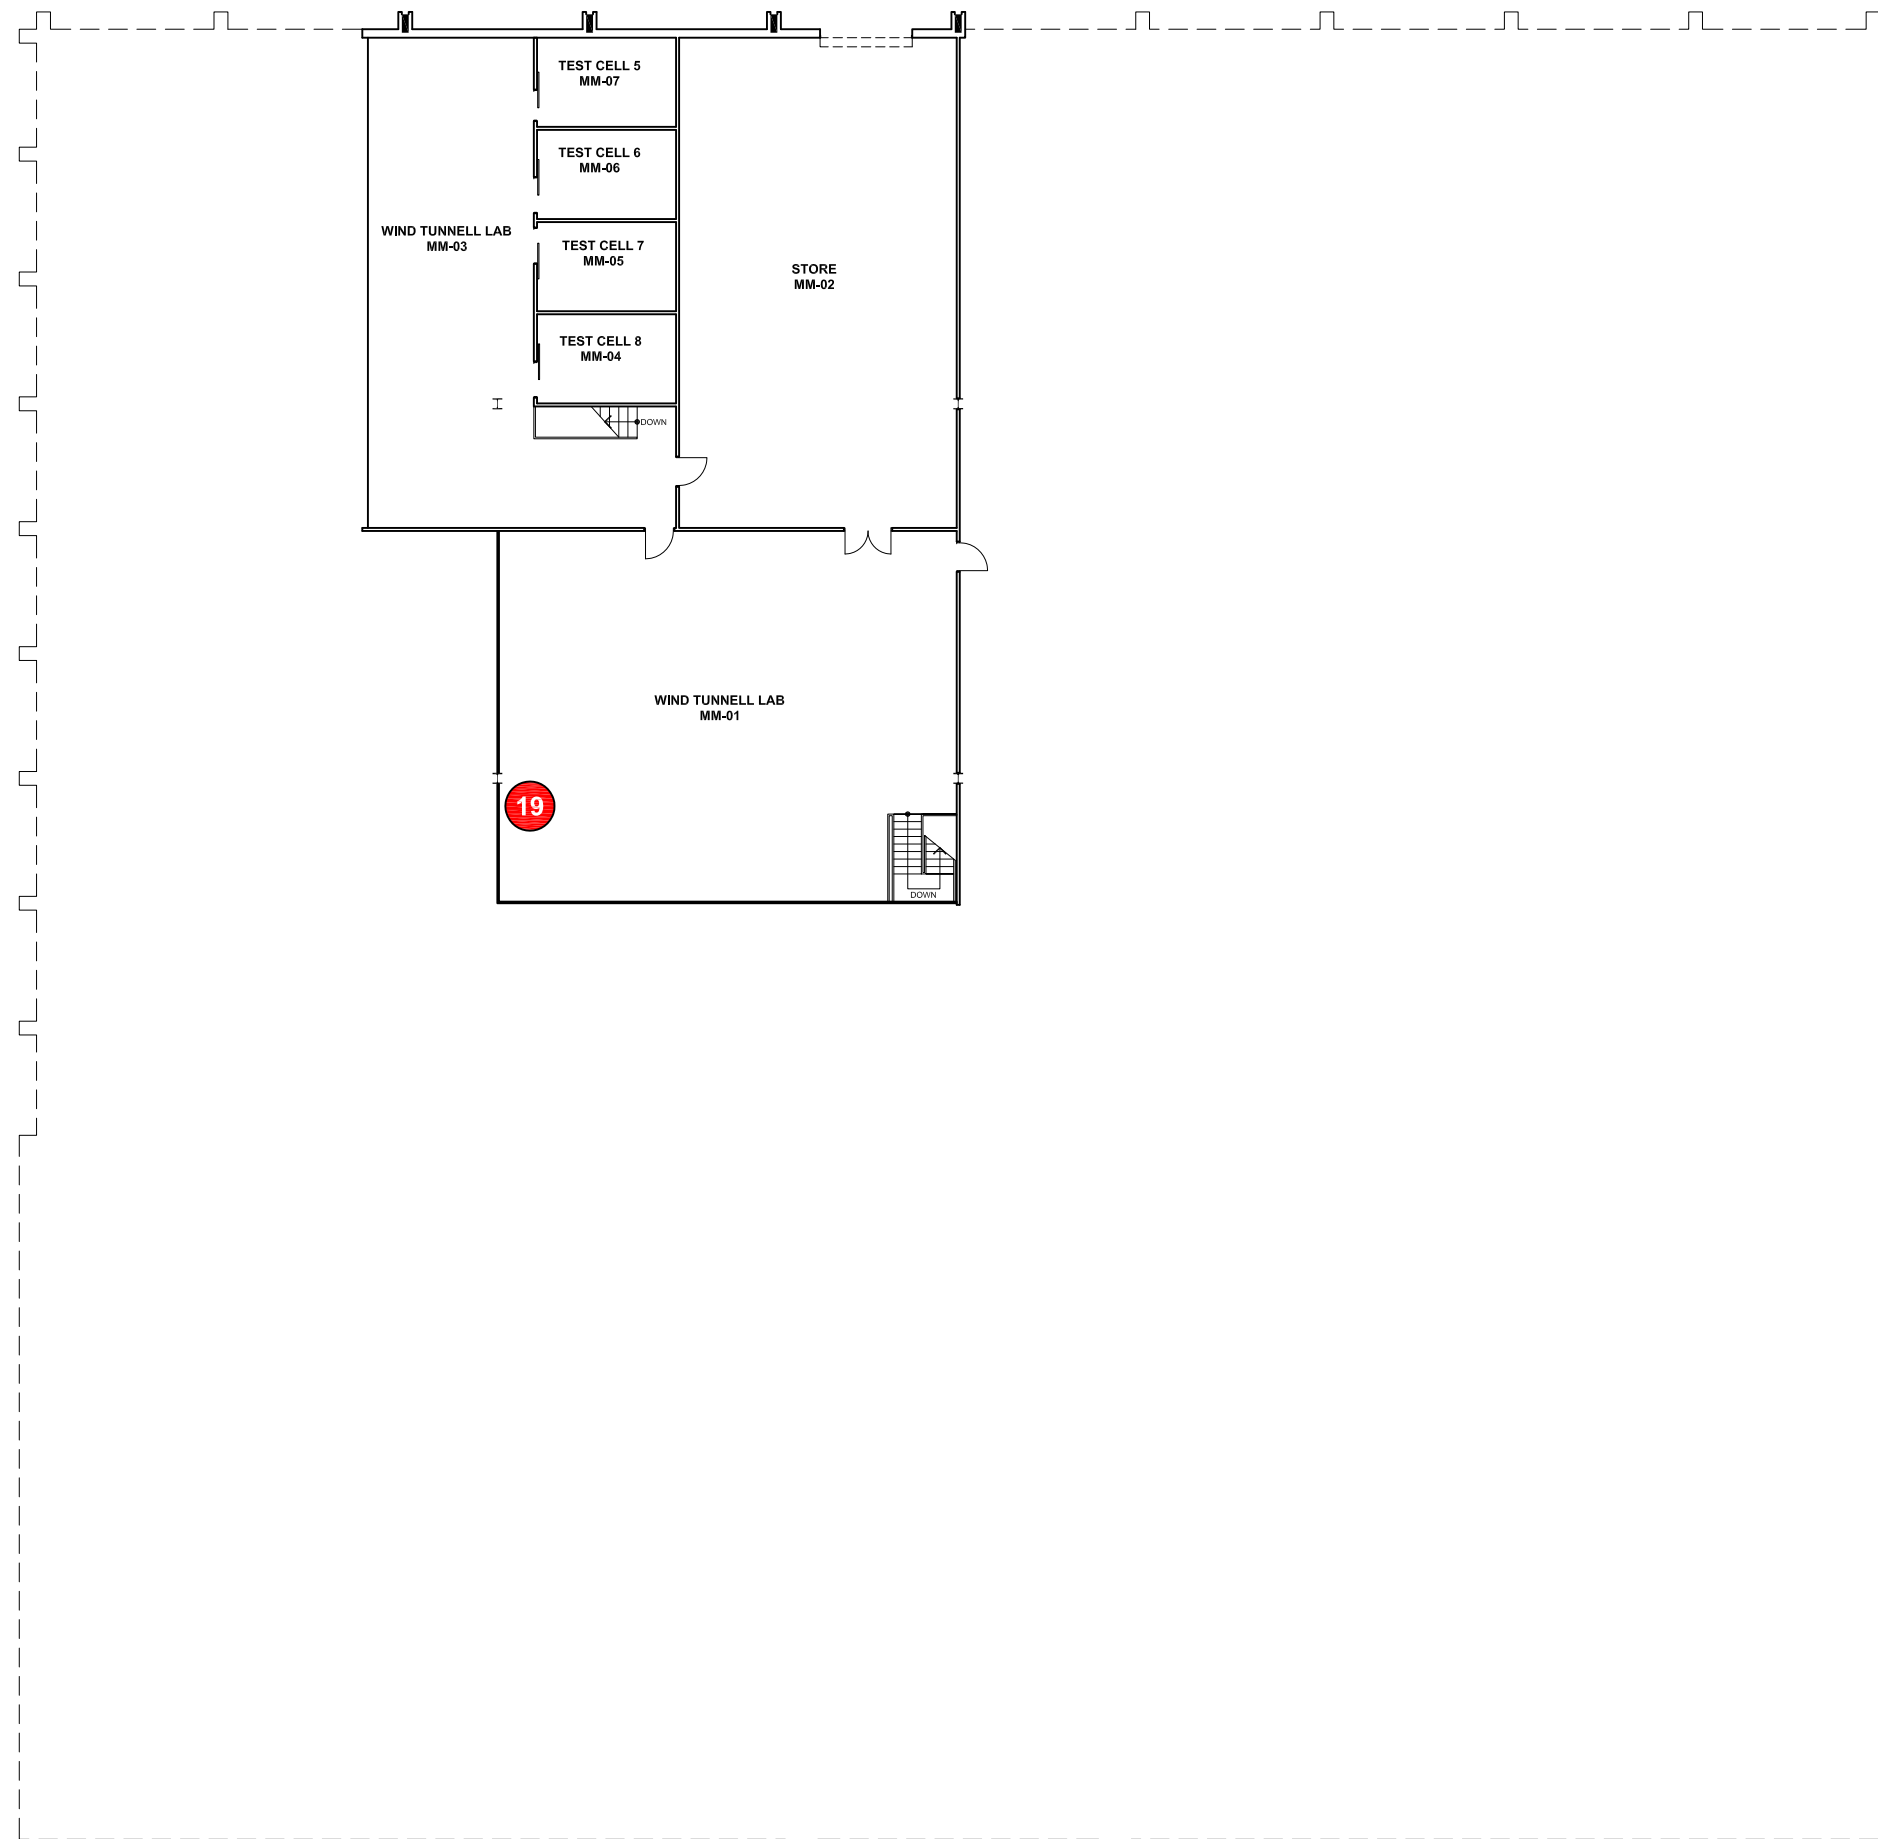 TEST CELL 5
MM-07
TEST CELL 6
MM-06
WIND TUNNELL LAB
MM-03
TEST CELL 7
MM-05
STORE
MM-02
TEST CELL 8
MM-04
DOWN
WIND TUNNELL LAB
MM-01
19
DOWN